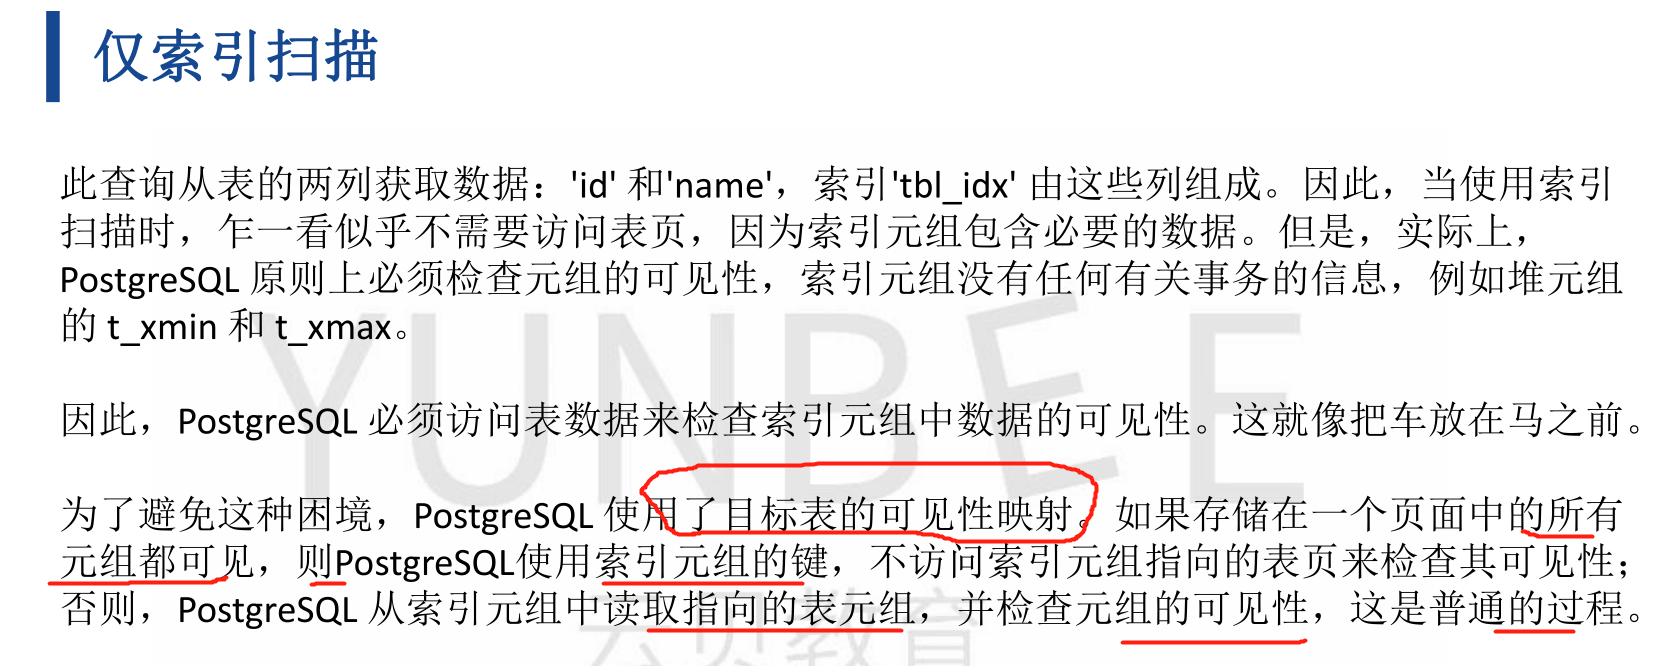 仅索引扫描
此查询从表的两列获取数据：'id' 和'name'，索引'tbl_idx' 由这些列组成。因此，当使用索引
扫描时，乍一看似乎不需要访问表页，因为索引元组包含必要的数据。但是，实际上，
PostgreSQL 原则上必须检查元组的可见性，索引元组没有任何有关事务的信息，例如堆元组
的 t_xmin 和 t_xmax。
因此，PostgreSQL 必须访问表数据来检查索引元组中数据的可见性。这就像把车放在马之前。
为了避免这种困境，PostgreSQL 使用了目标表的可见性映射。如果存储在一个页面中的所有
元组都可见，则PostgreSQL使用索引元组的键，不访问索引元组指向的表页来检查其可见性；
否则，PostgreSQL 从索引元组中读取指向的表元组，并检查元组的可见性，这是普通的过程。
YUNBEE
云贝教育